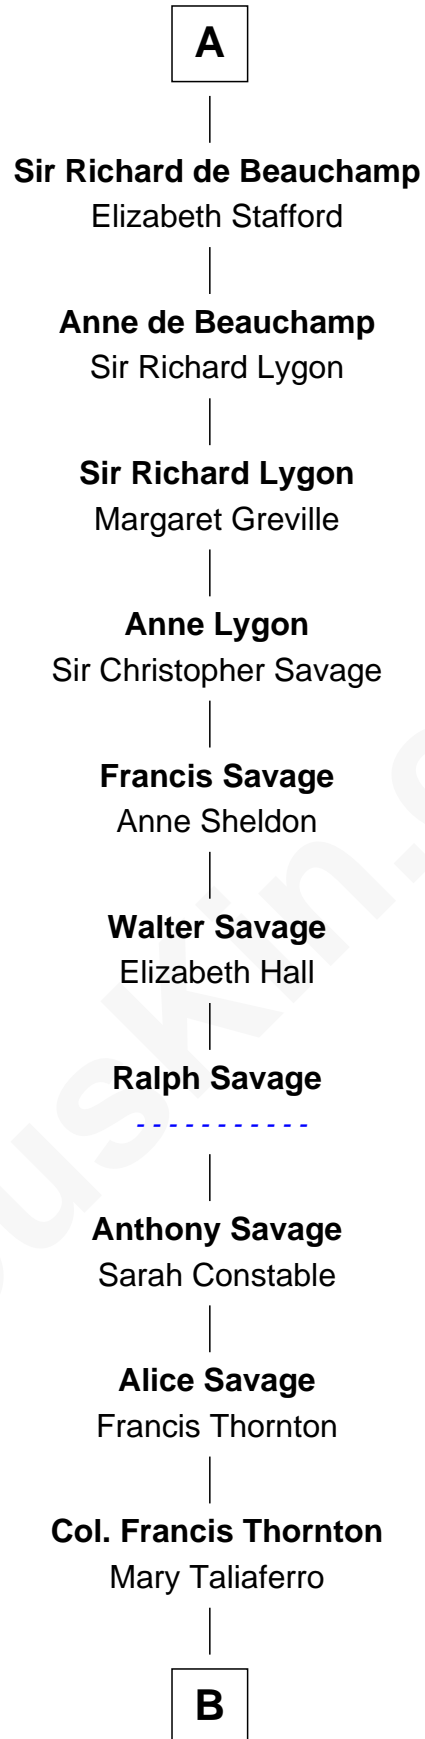 A
Sir Richard de Beauchamp
Elizabeth Stafford
Anne de Beauchamp
Sir Richard Lygon
Sir Richard Lygon
Margaret Greville
Anne Lygon
Sir Christopher Savage
Francis Savage
Anne Sheldon
Walter Savage
Elizabeth Hall
Ralph Savage
- - - - - - - - - - -
Anthony Savage
Sarah Constable
Alice Savage
Francis Thornton
Col. Francis Thornton
Mary Taliaferro
B